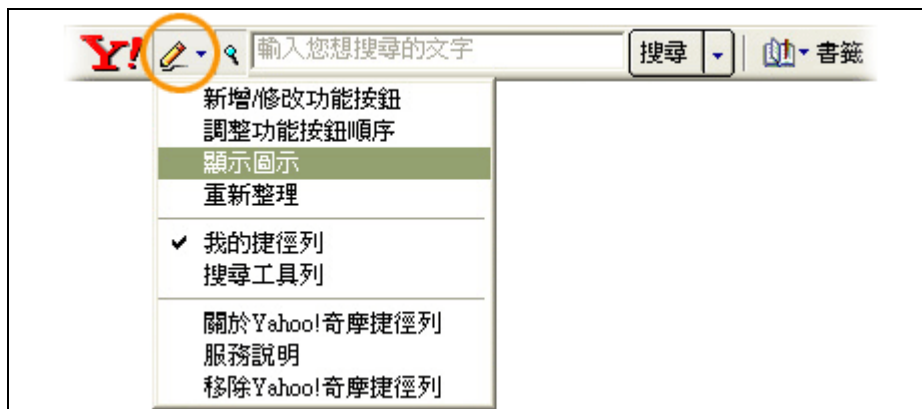 Y! 輸入您想搜尋的文字 搜尋 書籤
新增/修改功能按鈕
調整功能按鈕順序
顯示圖示
重新整理
我的捷徑列
搜尋工具列
關於Yahoo!奇摩捷徑列
服務說明
移除Yahoo!奇摩捷徑列